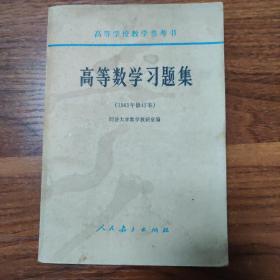 高等学校教学参考书
高等数学习题集
(1965年修订本)
同济大学数学教研室编
人民教育出版社